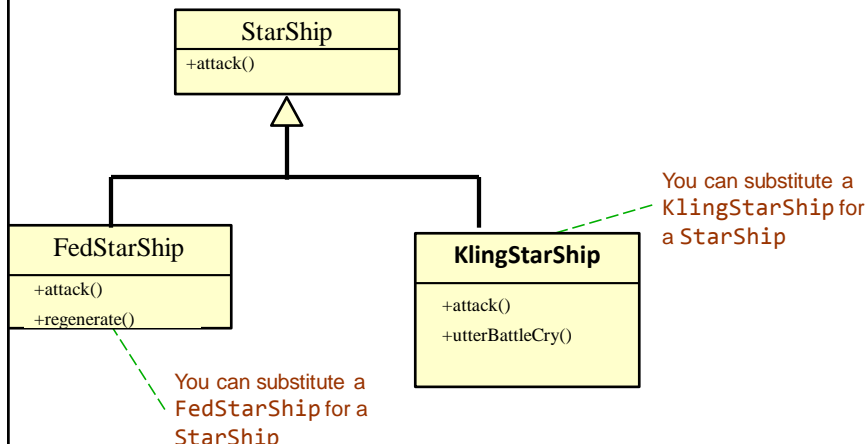 StarShip
+attack()
You can substitute a
KlingStarShip for
a StarShip
FedStarShip
+attack()
+regenerate()
KlingStarShip
+attack()
+utterBattleCry()
You can substitute a
FedStarShip for a
StarShip